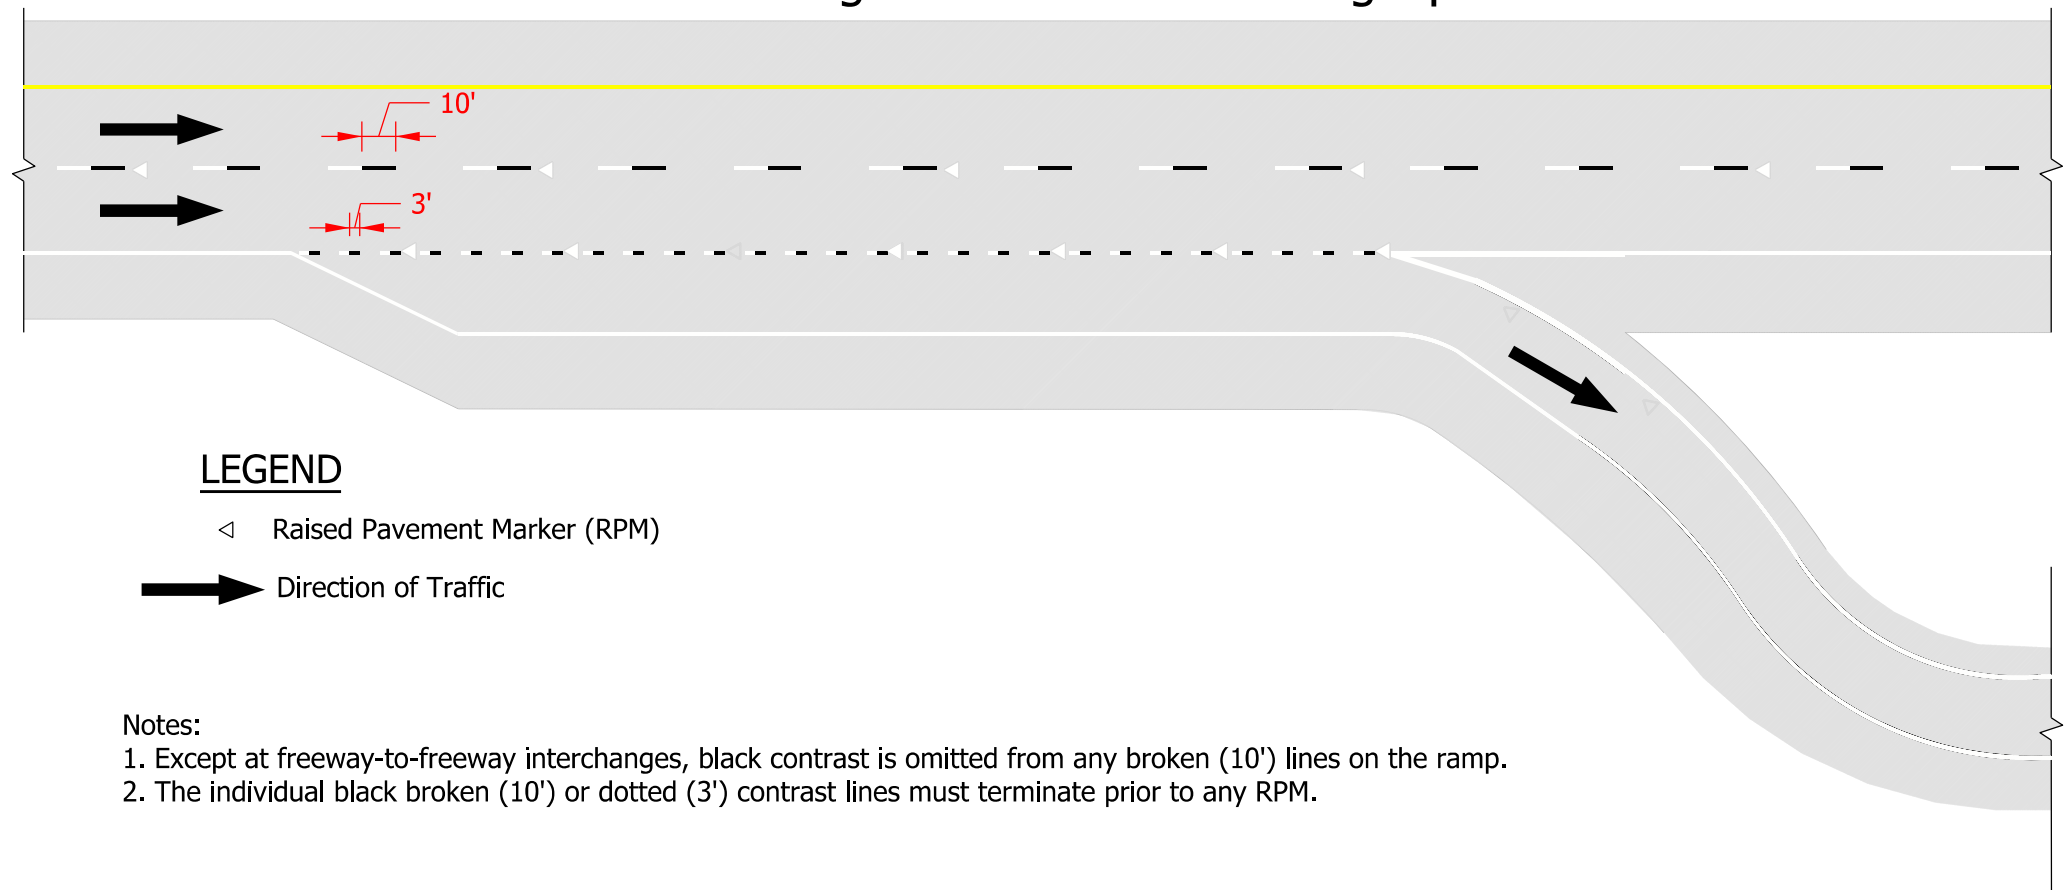 10'
3'
LEGEND
Raised Pavement Marker (RPM)
Direction of Traffic
Notes:
1. Except at freeway-to-freeway interchanges, black contrast is omitted from any broken (10') lines on the ramp.
2. The individual black broken (10') or dotted (3') contrast lines must terminate prior to any RPM.